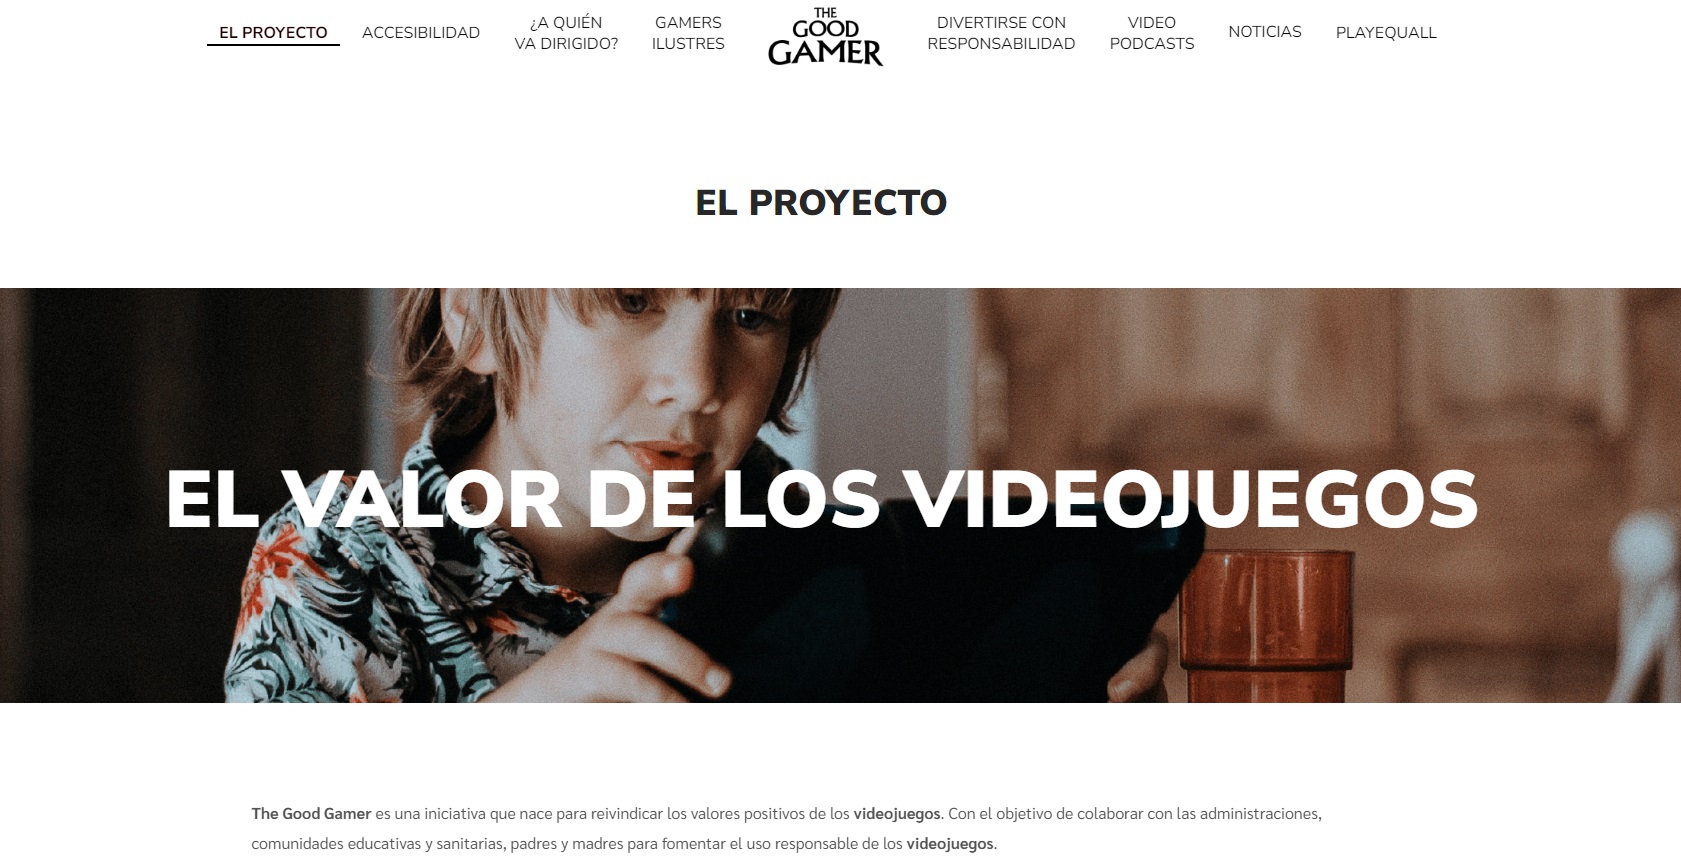 EL PROYECTO
ACCESIBILIDAD
¿A QUIÉN
VA DIRIGIDO?
GAMERS
ILUSTRES
THE
GOOD
GAMER
DIVERTIRSE CON
RESPONSABILIDAD
VIDEO
PODCASTS
NOTICIAS
PLAYEQUALL
EL PROYECTO
EL VALOR DE LOS VIDEOJUEGOS
The Good Gamer es una iniciativa que nace para reivindicar los valores positivos de los videojuegos. Con el objetivo de colaborar con las administraciones,
comunidades educativas y sanitarias, padres y madres para fomentar el uso responsable de los videojuegos.